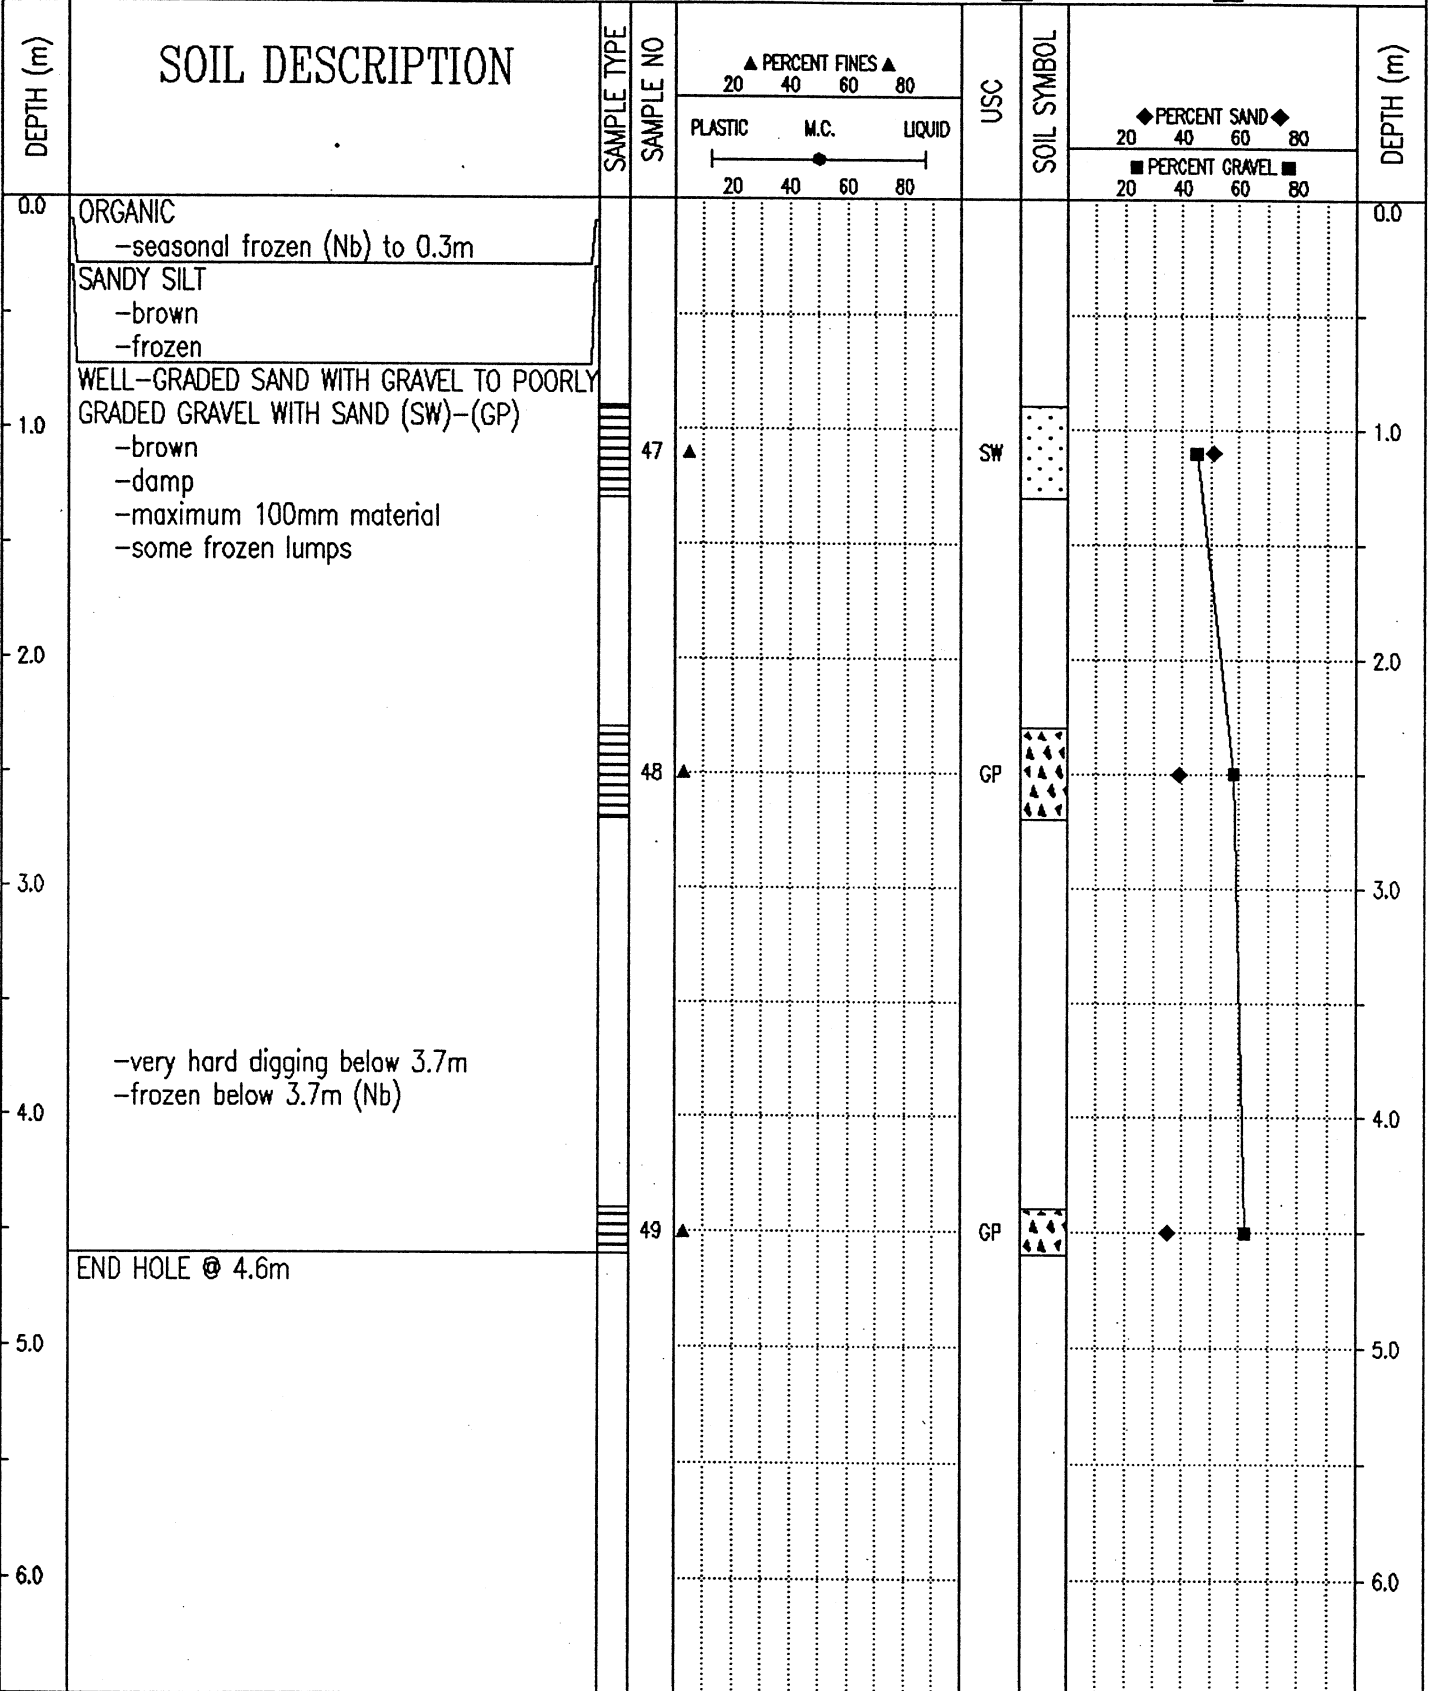 DEPTH (m)
SOIL DESCRIPTION
SAMPLE TYPE
SAMPLE NO
▲ PERCENT FINES ▲
20 40 60 80
PLASTIC M.C. LIQUID
20 40 60 80
USC
SOIL SYMBOL
◆PERCENT SAND◆
20 40 60 80
■ PERCENT GRAVEL ■
20 40 60 80
DEPTH (m)
0.0
ORGANIC
-seasonal frozen (Nb) to 0.3m
SANDY SILT
-brown
-frozen
WELL-GRADED SAND WITH GRAVEL TO POORLY
GRADED GRAVEL WITH SAND (SW)-(GP)
-brown
-damp
-maximum 100mm material
-some frozen lumps
-very hard digging below 3.7m
-frozen below 3.7m (Nb)
END HOLE @ 4.6m
1.0
2.0
3.0
4.0
5.0
6.0
47
48
49
SW
GP
GP
0.0
1.0
2.0
3.0
4.0
5.0
6.0